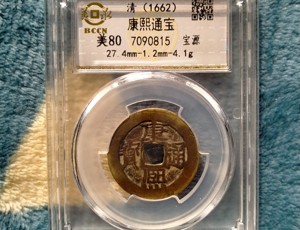 清 (1662)
BCCN
康熙通宝
美80 7090815 宝源
27.4mm-1.2mm-4.1g
康
通
熙